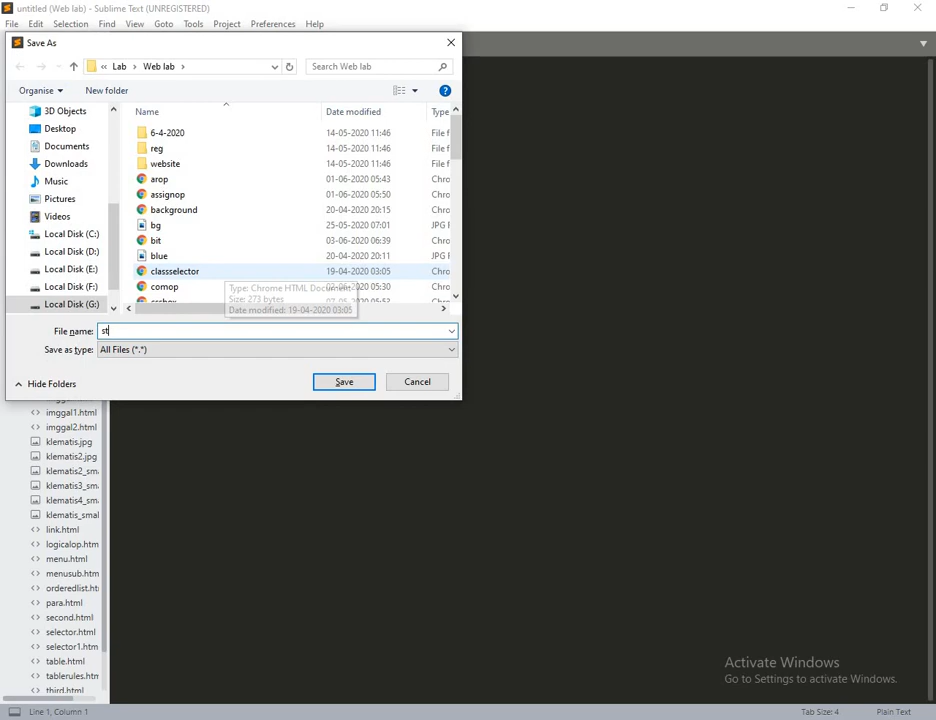 untitled (Web lab) - Sublime Text (UNREGISTERED)
File Edit Selection Find View Goto Tools Project Preferences Help
Save As
« Lab › Web lab ›
Search Web lab
Organise
New folder
Name Date modified Type
3D Objects
Desktop
Documents
Downloads
Music
Pictures
Videos
Local Disk (C:)
Local Disk (D:)
Local Disk (E:)
Local Disk (F:)
Local Disk (G:)
6-4-2020 14-05-2020 11:46 File f
reg 14-05-2020 11:46 File f
website 14-05-2020 11:46 File f
arop 01-06-2020 05:43 Chro
assignop 01-06-2020 05:50 Chro
background 20-04-2020 20:15 Chro
bg 25-05-2020 07:01 JPG F
bit 03-06-2020 06:39 Chro
blue 20-04-2020 20:11 JPG F
classselector 19-04-2020 03:05 Chro
comop 05:30 Chro
Type: Chrome HTML Document
Size: 273 bytes
Date modified: 19-04-2020 03:05
File name: st
Save as type: All Files (*.*)
Hide Folders
Save
Cancel
imggal1.html
imggal2.html
klematis.jpg
klematis2.jpg
klematis2_sm
klematis3_sm
klematis4_sm
klematis_smal
link.html
logicalop.htm
menu.html
menusub.htm
orderedlist.ht
para.html
second.html
selector.html
selector1.htm
table.html
tablerules.htm
third.html
Activate Windows
Go to Settings to activate Windows.
Line 1, Column 1
Tab Size: 4
Plain Text